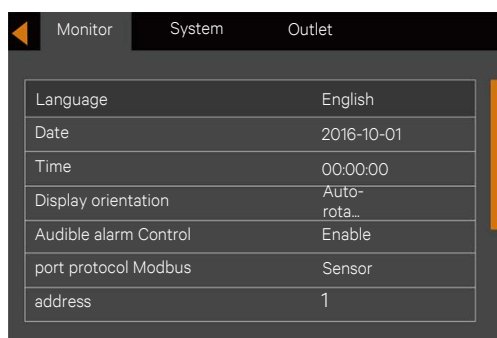 Monitor System Outlet
Language English
Date 2016-10-01
Time 00:00:00
Display orientation Auto-
rota...
Audible alarm Control Enable
port protocol Modbus Sensor
address 1